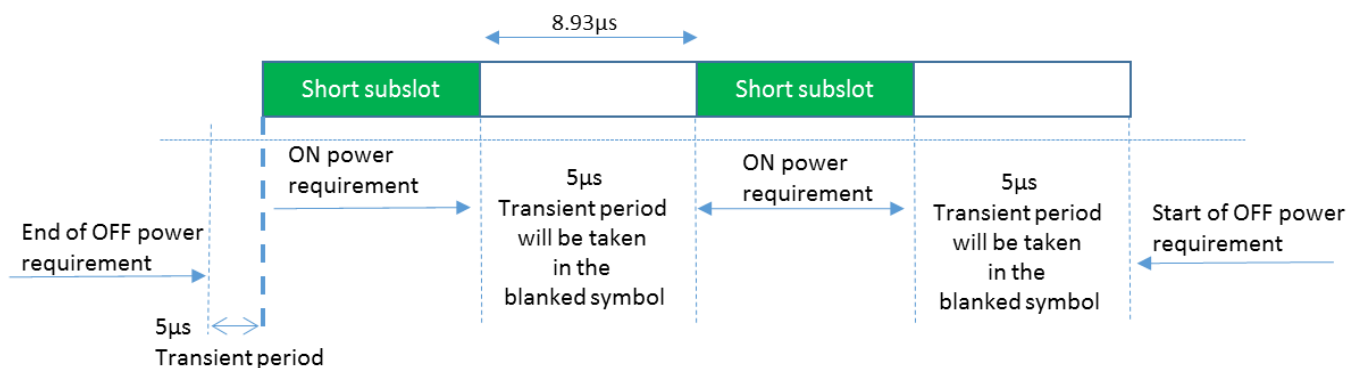 8.93µs
Short subslot
Short subslot
ON power
requirement
5µs
Transient period
will be taken
in the
blanked symbol
ON power
requirement
5µs
Transient period
will be taken
in the
blanked symbol
End of OFF power
requirement
Start of OFF power
requirement
5µs
Transient period